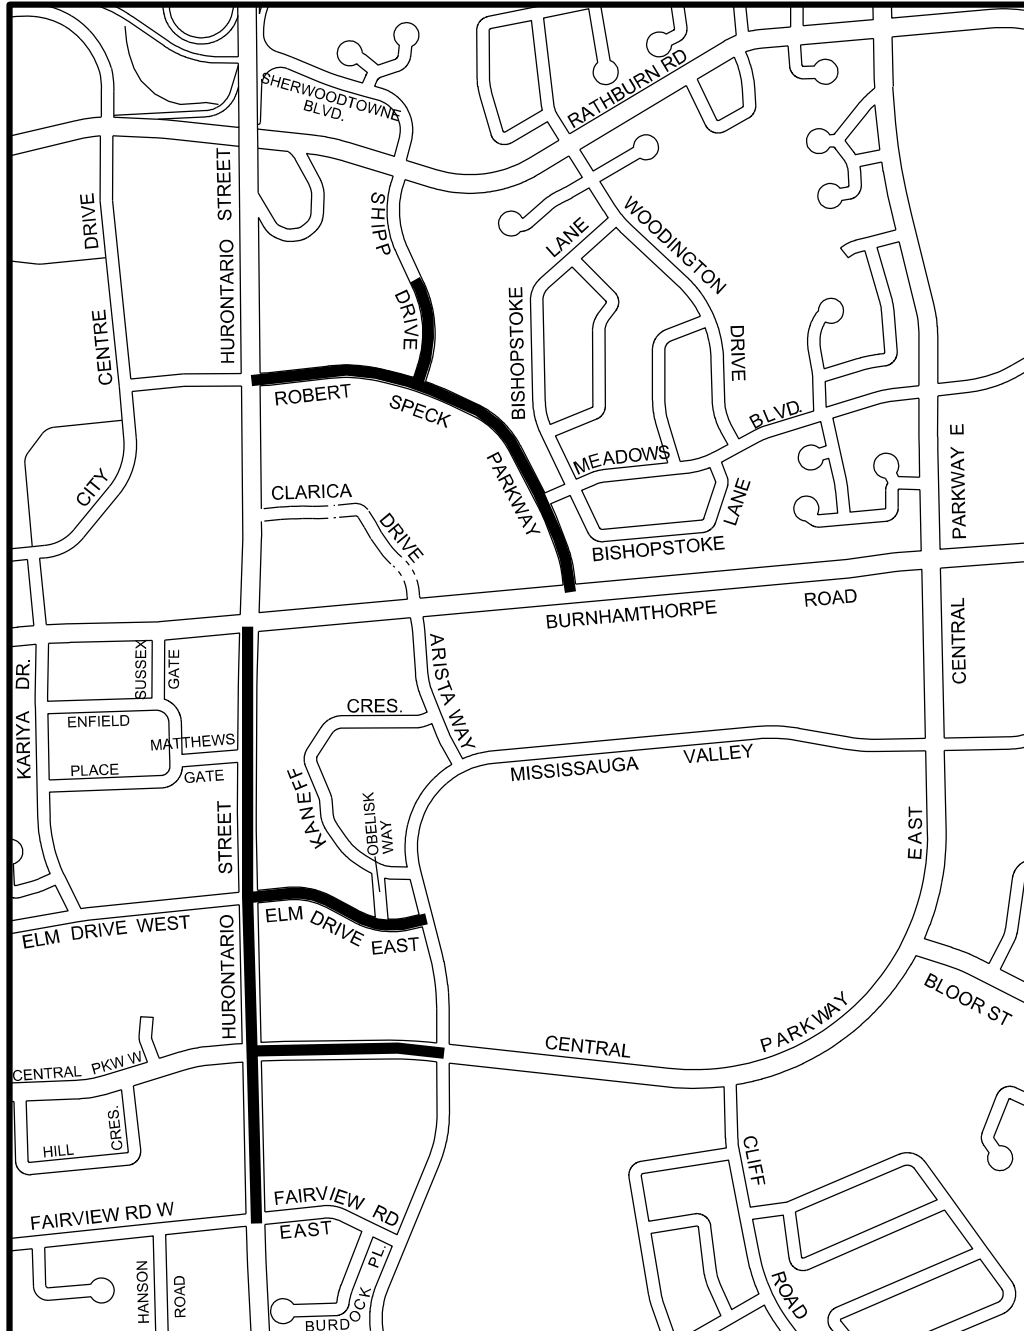 SHERWOODTOWNE
BLVD.
RATHBURN RD
DRIVE
HURONTARIO STREET
SHIPP
DRIVE
LANE
WOODINGTON
DRIVE
BISHOPSTOKE
CENTRE
ROBERT
SPECK
PARKWAY
MEADOWS
BLVD.
CITY
CLARICA
DRIVE
LANE
BISHOPSTOKE
PARKWAY E
BURNHAMTHORPE
ROAD
CENTRAL
KARIYA DR.
SUSSEX
GATE
ENFIELD
PLACE
MATTHEWS
GATE
ARISTA WAY
CRES.
KANEFF
MISSISSAUGA
VALLEY
OBELISK
WAY
STREET
EAST
ELM DRIVE WEST
ELM DRIVE
EAST
HURONTARIO
BLOOR ST
PARKWAY
CENTRAL
CENTRAL PKW W
HILL
CRES.
CLIFF
ROAD
FAIRVIEW RD W
FAIRVIEW RD
EAST
HANSON
ROAD
BURDOCK PL.